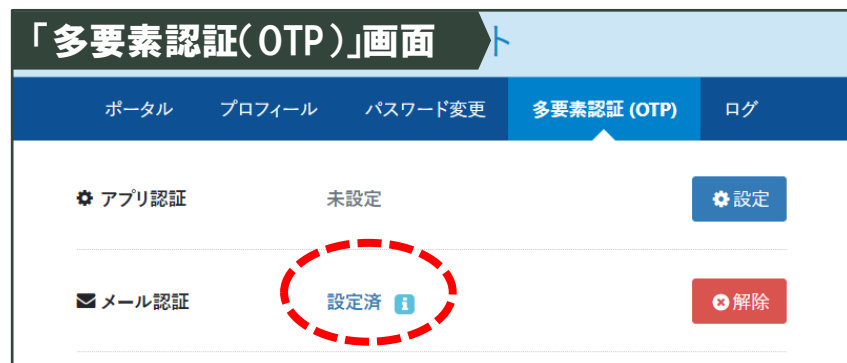 「多要素認証(OTP)」画面
ト
ポータル プロフィール パスワード変更 多要素認証 (OTP) ログ
アプリ認証 未設定 設定
メール認証 設定済 i 解除